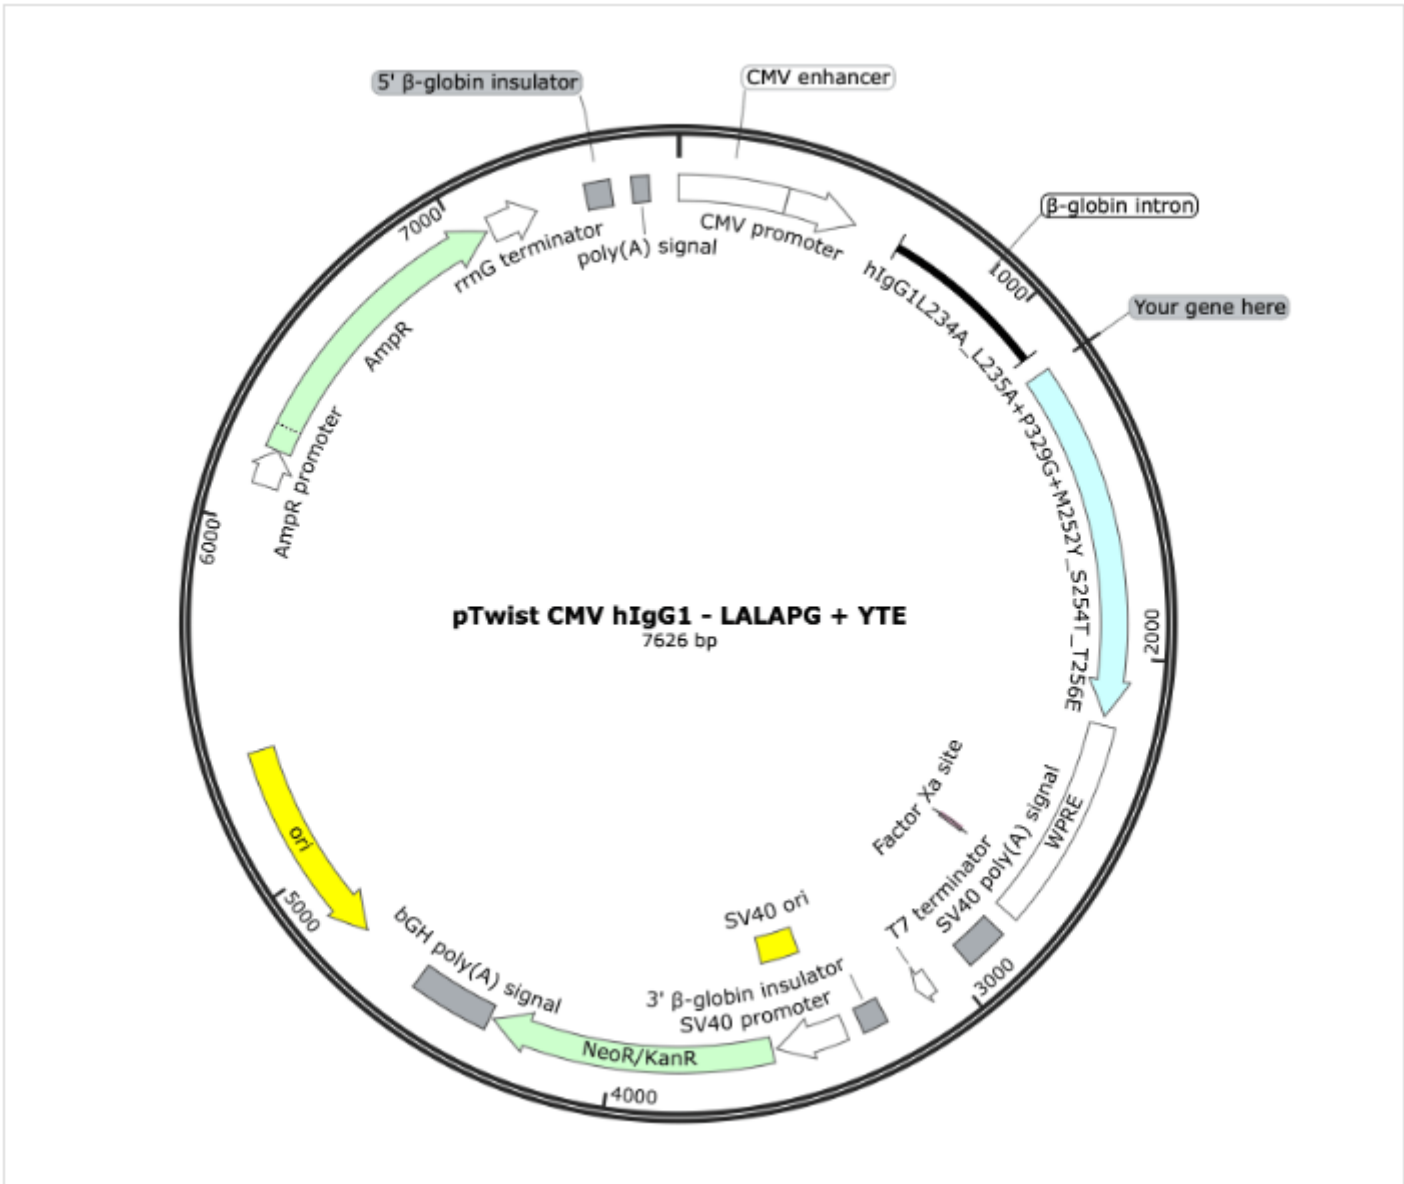 5' β-globin insulator
CMV enhancer
β-globin intron
Your gene here
7000
rrnG terminator
poly(A) signal
CMV promoter
1000
hIgG1L234A_L235A+P329G+M252Y_S254T_T256E
AmpR
AmpR promoter
6000
pTwist CMV hIgG1 - LALAPG + YTE
7626 bp
2000
Factor Xa site
WPRE
SV40 poly(A) signal
T7 terminator
3000
SV40 ori
3' β-globin insulator
SV40 promoter
NeoR/KanR
4000
bGH poly(A) signal
ori
5000